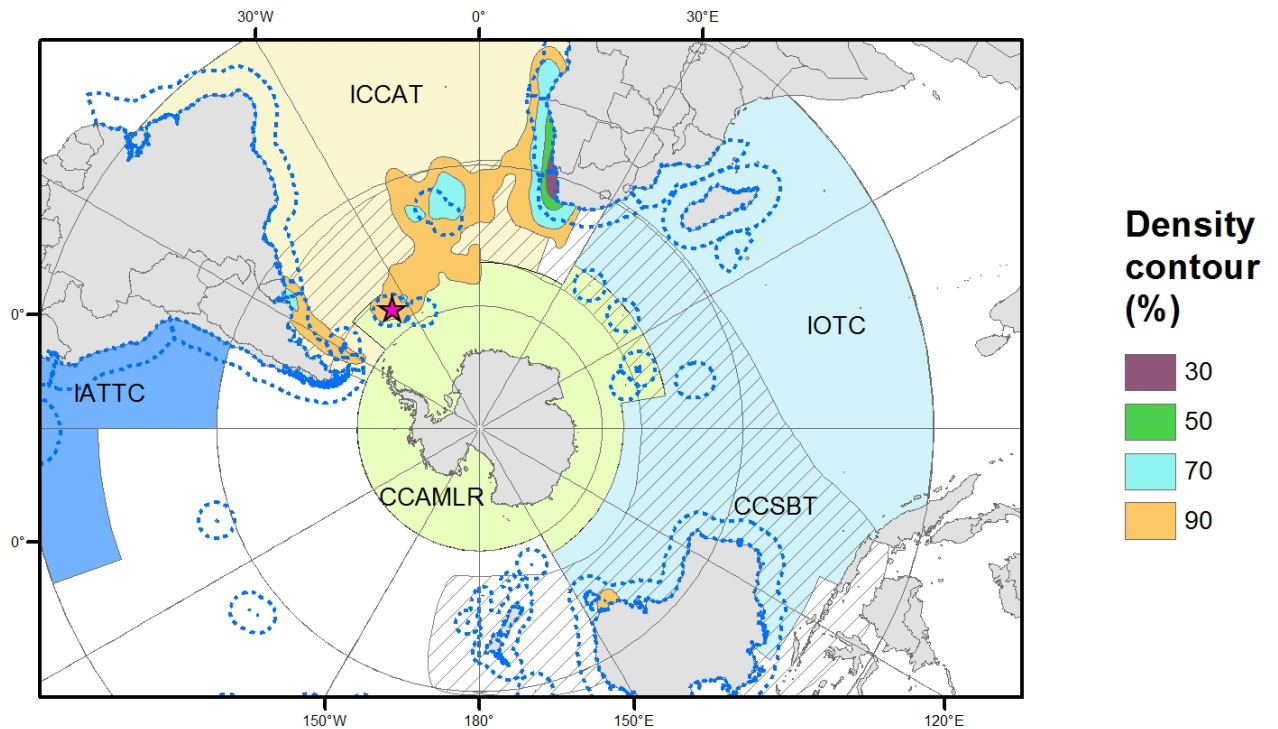 30°W 0° 30°E
ICCAT
0°
IOTC
IATTC
CCAMLR
CCSBT
0°
150°W 180° 150°E 120°E
Density
contour
(%)
30
50
70
90